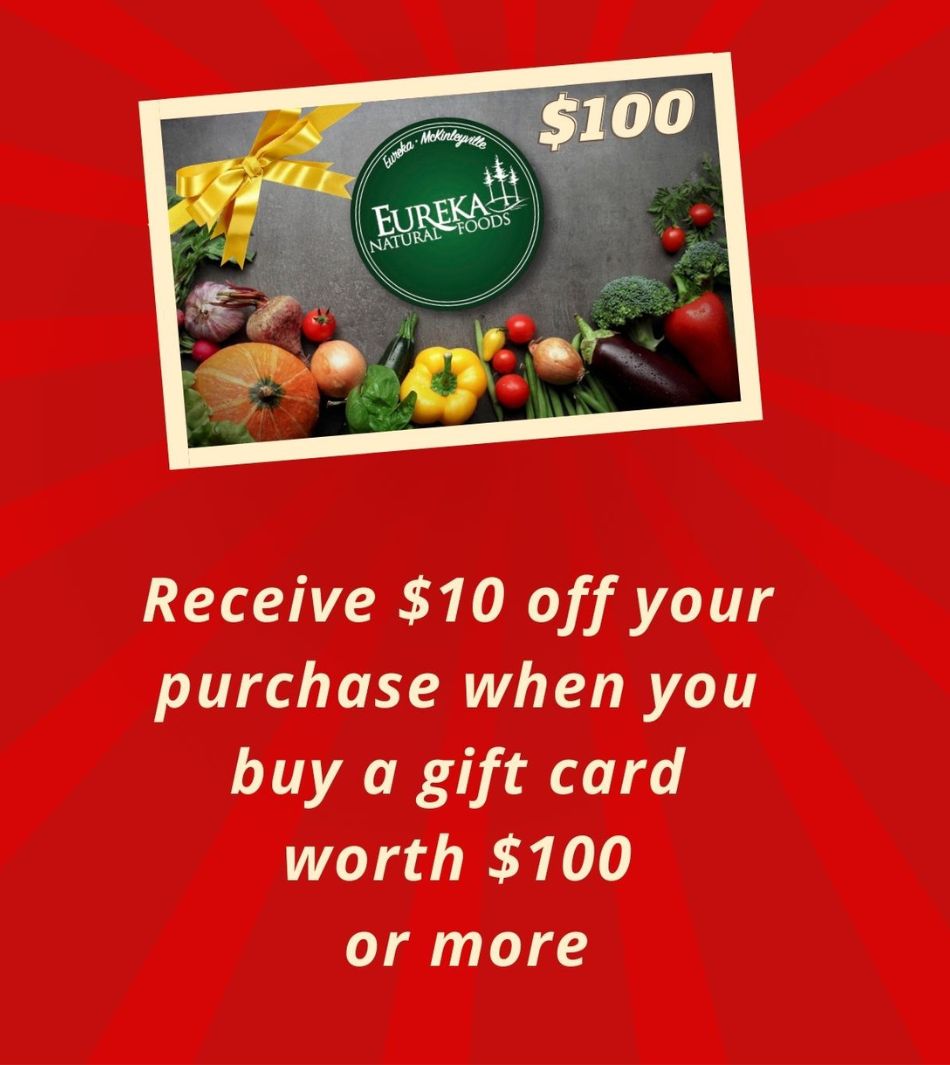 $100
Eureka · McKinleyville
EUREKA
NATURAL FOODS
Receive $10 off your
purchase when you
buy a gift card
worth $100
or more